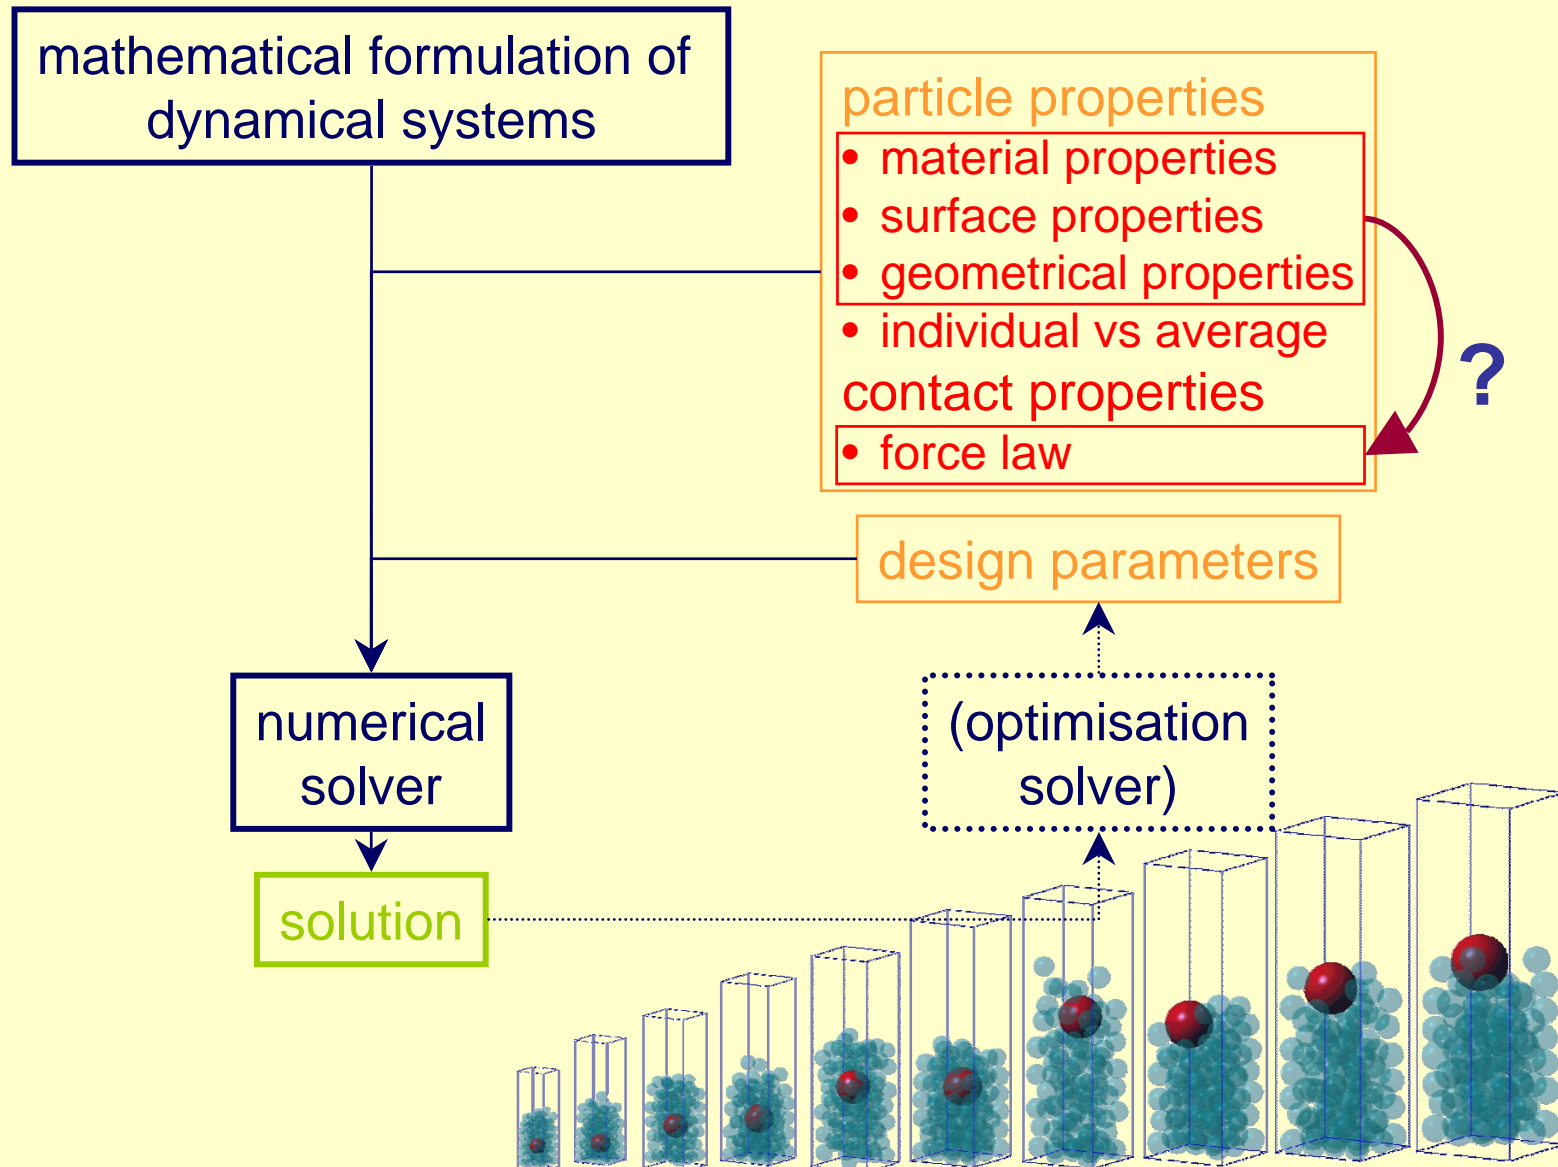 mathematical formulation of
dynamical systems
particle properties
• material properties
• surface properties
• geometrical properties
• individual vs average
contact properties
• force law
?
design parameters
numerical
solver
(optimisation
solver)
solution